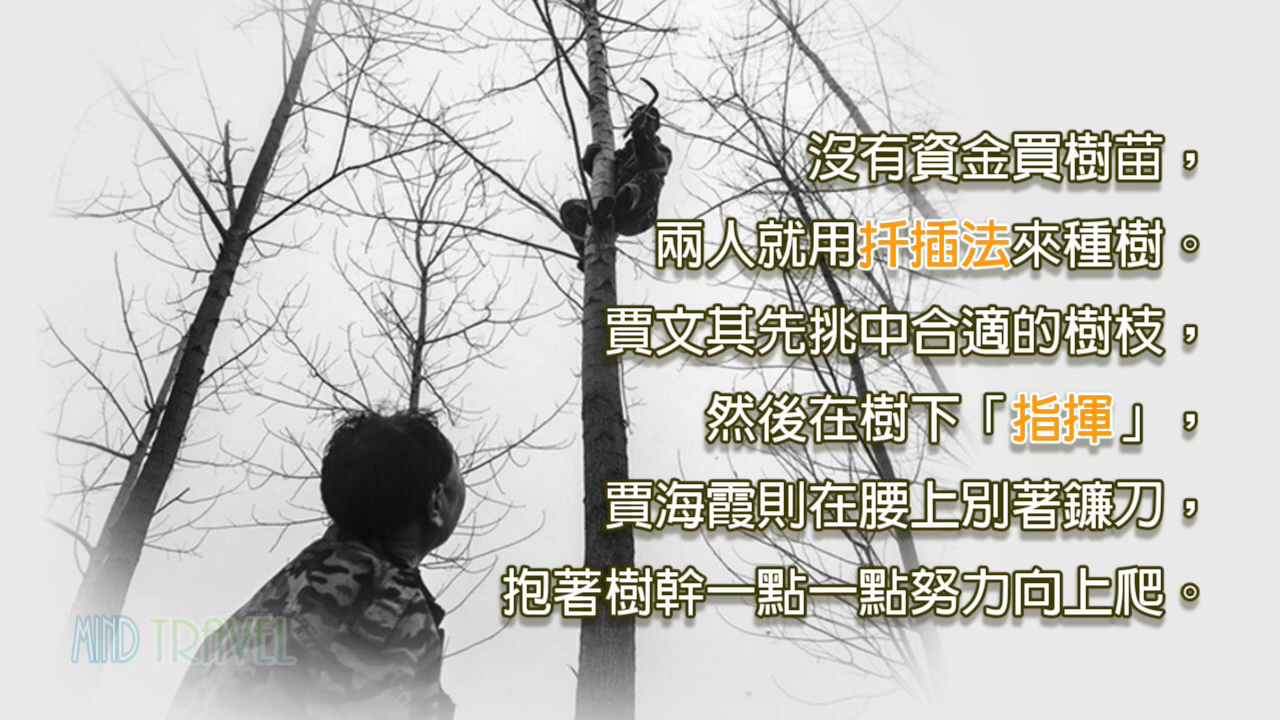 沒有資金買樹苗，
兩人就用扦插法來種樹。
賈文其先挑中合適的樹枝，
然後在樹下「指揮」，
賈海霞則在腰上別著鐮刀，
抱著樹幹一點一點努力向上爬。
MIND TRAVEL